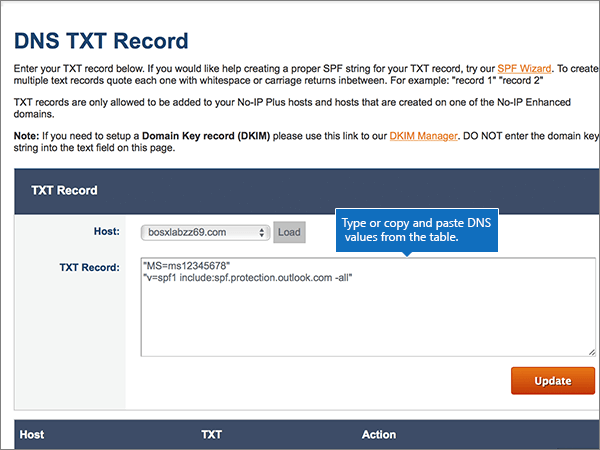 DNS TXT Record
Enter your TXT record below. If you would like help creating a proper SPF string for your TXT record, try our SPF Wizard. To create
multiple text records quote each one with whitespace or carriage returns inbetween. For example: "record 1" "record 2"
TXT records are only allowed to be added to your No-IP Plus hosts and hosts that are created on one of the No-IP Enhanced
domains.
Note: If you need to setup a Domain Key record (DKIM) please use this link to our DKIM Manager. DO NOT enter the domain key
string into the text field on this page.
TXT Record
Type or copy and paste DNS
values from the table.
Host: bosxlabzz69.com Load
TXT Record: "MS=ms12345678"
"v=spf1 include:spf.protection.outlook.com -all"
Update
Host TXT Action